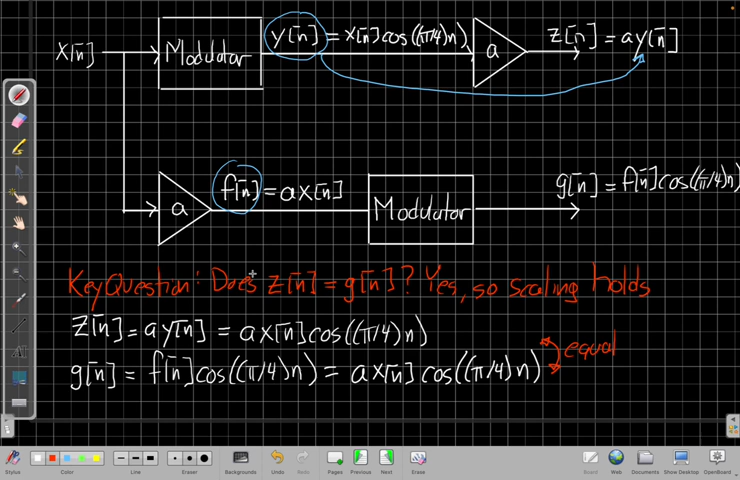 x[n]
Modulator
y[n] = x[n]cos((π/4)n)
a
z[n] = ay[n]
a
f[n] = ax[n]
Modulator
g[n] = f[n]cos((π/4)n)
Key Question: Does z[n] = g[n]? Yes, so scaling holds
z[n] = ay[n] = ax[n]cos((π/4)n)
g[n] = f[n]cos((π/4)n) = ax[n]cos((π/4)n)
equal
Stylus Color Line Eraser Backgrounds Undo Redo Pages Previous Next Erase Board Web Documents Show Desktop OpenBoard